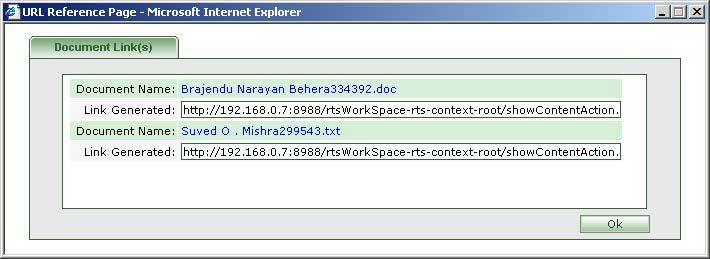 URL Reference Page - Microsoft Internet Explorer
Document Link(s)
Document Name: Brajendu Narayan Behera334392.doc
Link Generated: http://192.168.0.7:8988/rtsWorkSpace-rts-context-root/showContentAction.
Document Name: Suved O . Mishra299543.txt
Link Generated: http://192.168.0.7:8988/rtsWorkSpace-rts-context-root/showContentAction.
Ok